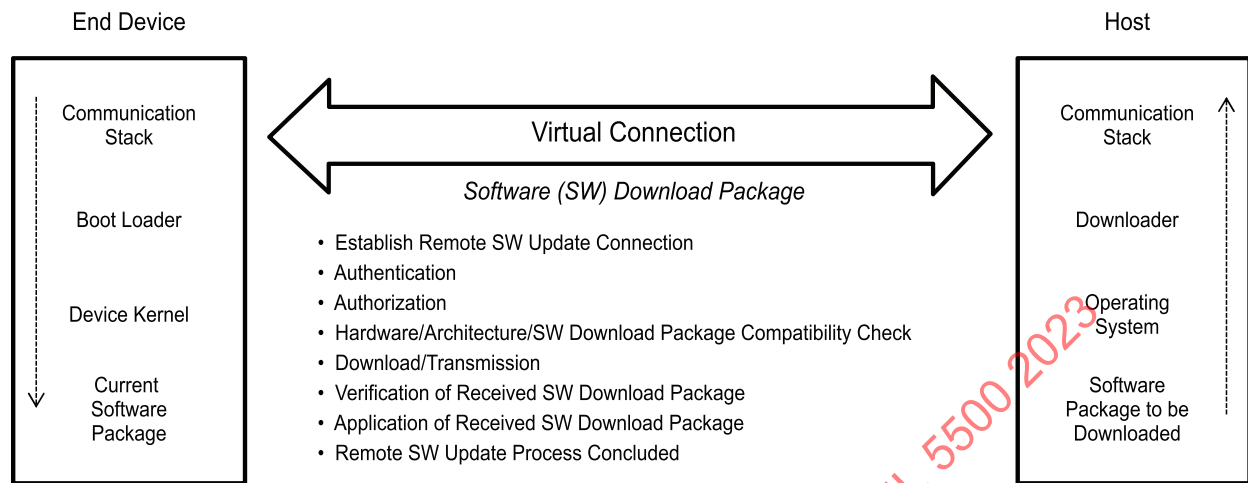 End Device
Host
Communication
Stack
Boot Loader
Device Kernel
Current
Software
Package
Virtual Connection
Software (SW) Download Package
• Establish Remote SW Update Connection
• Authentication
• Authorization
• Hardware/Architecture/SW Download Package Compatibility Check
• Download/Transmission
• Verification of Received SW Download Package
• Application of Received SW Download Package
• Remote SW Update Process Concluded
Communication
Stack
Downloader
Operating
System
Software
Package to be
Downloaded
5500 2023